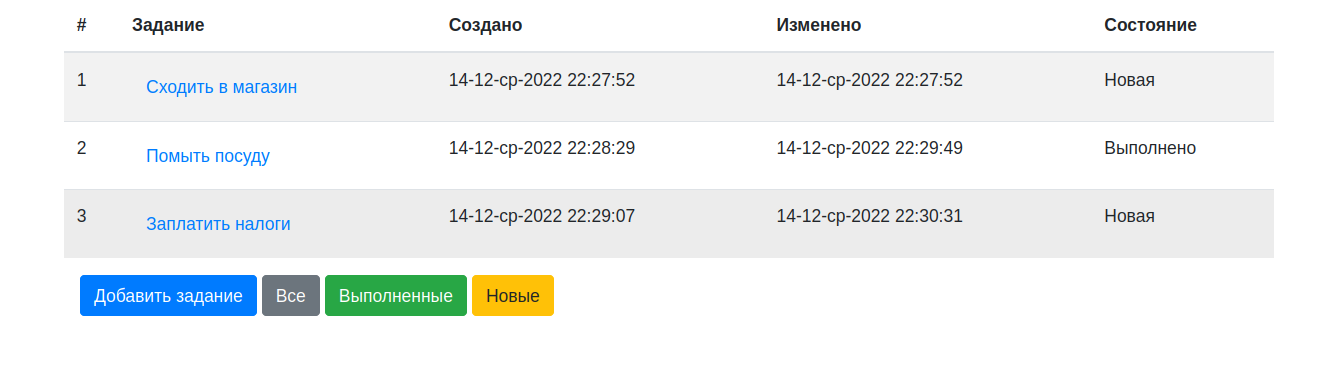 # Задание Создано Изменено Состояние
1 Сходить в магазин 14-12-ср-2022 22:27:52 14-12-ср-2022 22:27:52 Новая
2 Помыть посуду 14-12-ср-2022 22:28:29 14-12-ср-2022 22:29:49 Выполнено
3 Заплатить налоги 14-12-ср-2022 22:29:07 14-12-ср-2022 22:30:31 Новая
Добавить задание Все Выполненные Новые